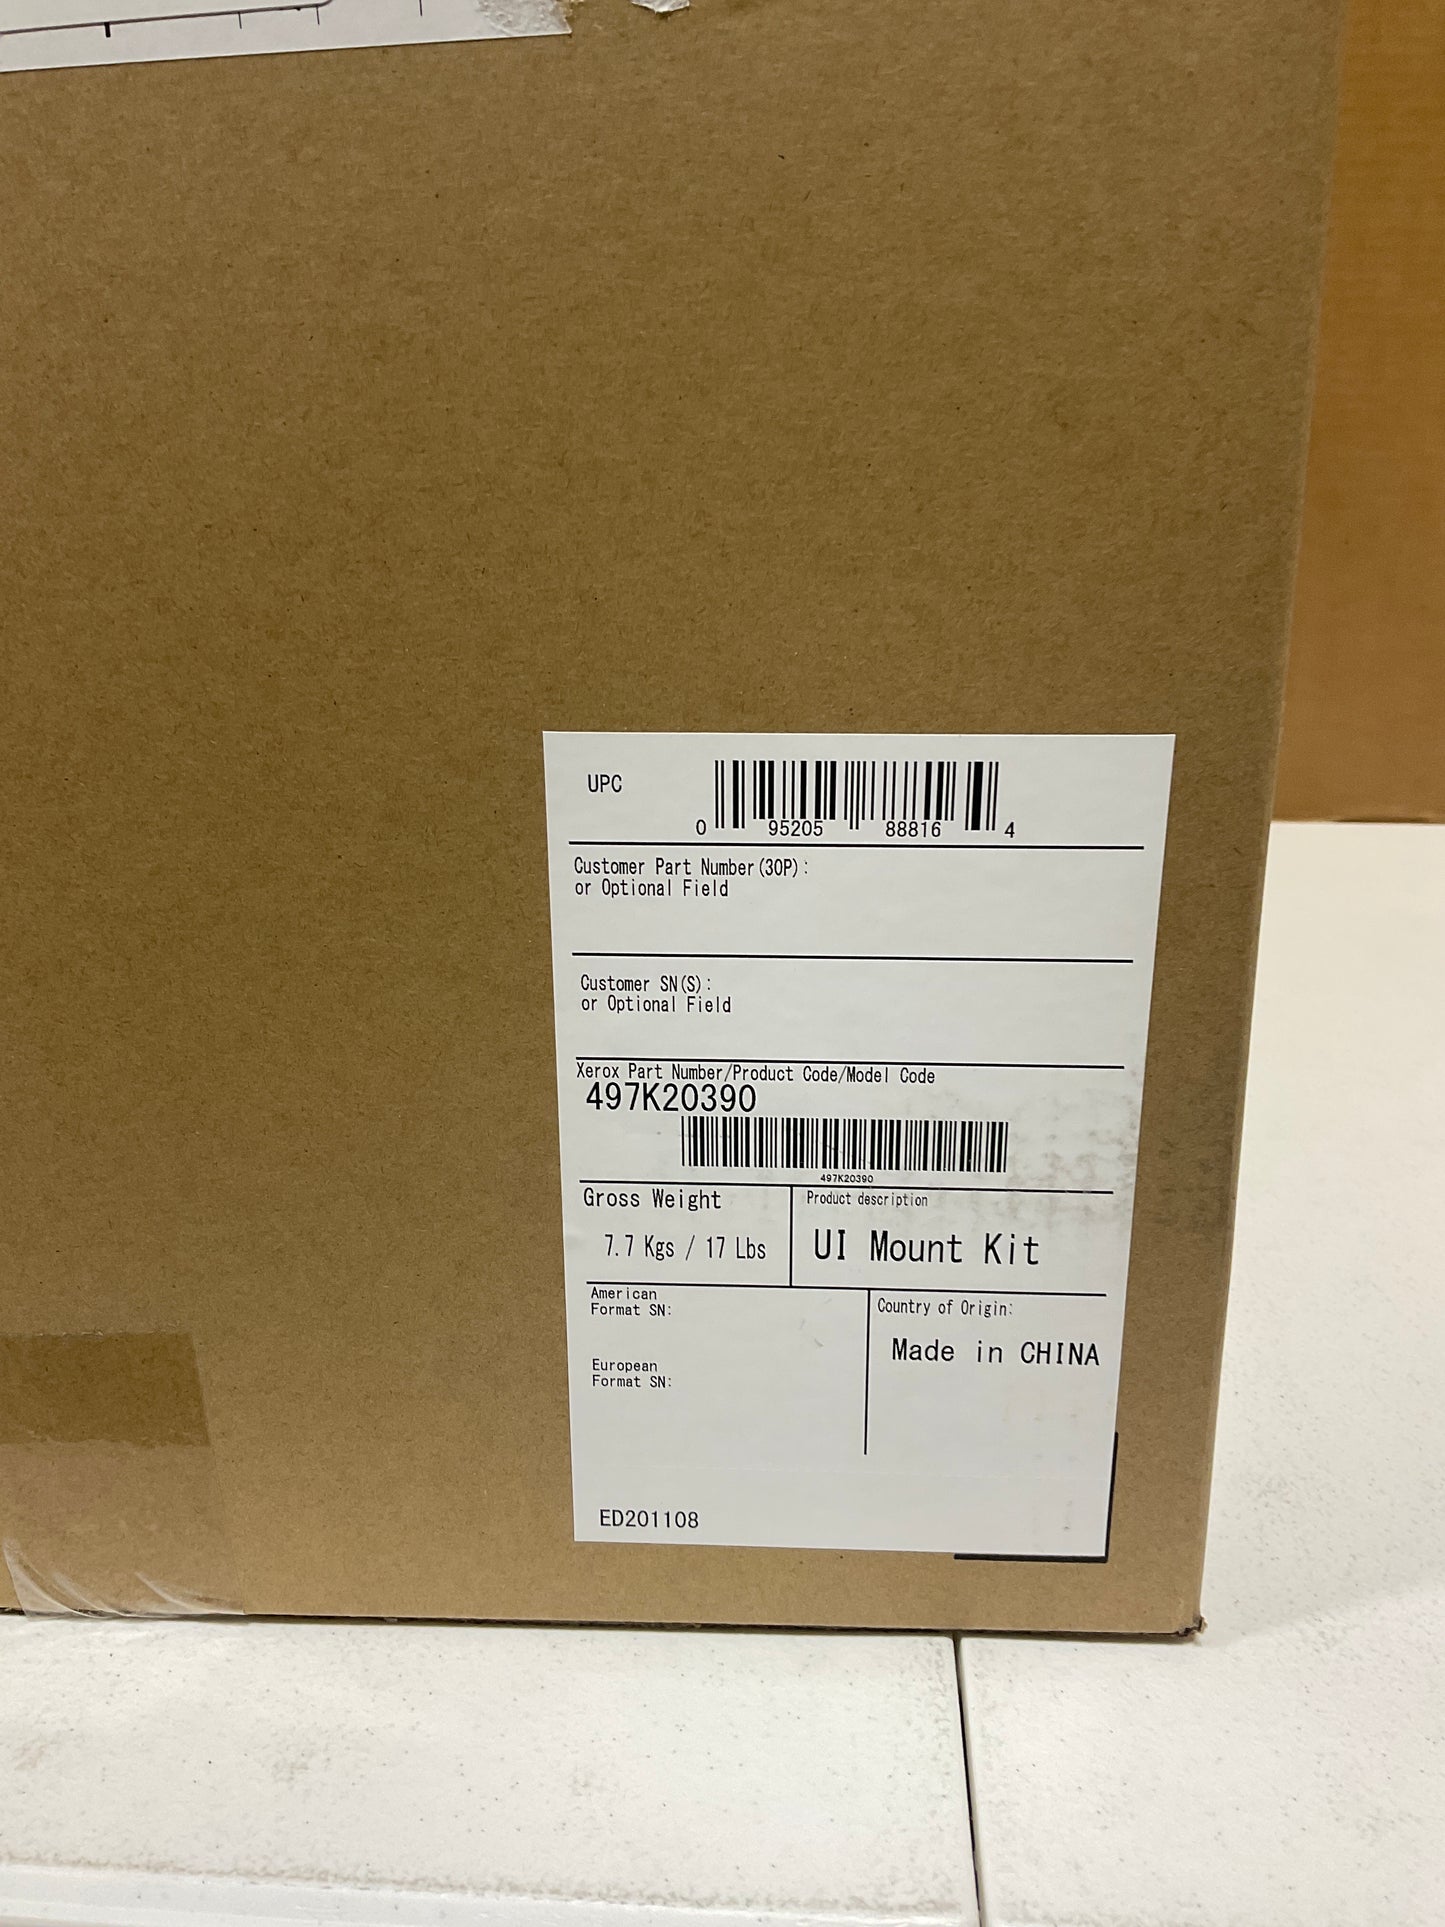 UPC
0 95205 88816 4
Customer Part Number(30P):
or Optional Field
Customer SN(S):
or Optional Field
Xerox Part Number/Product Code/Model Code
497K20390
497K20390
Gross Weight
7.7 Kgs / 17 Lbs
Product description
UI Mount Kit
American
Format SN:
European
Format SN:
Country of Origin:
Made in CHINA
ED201108